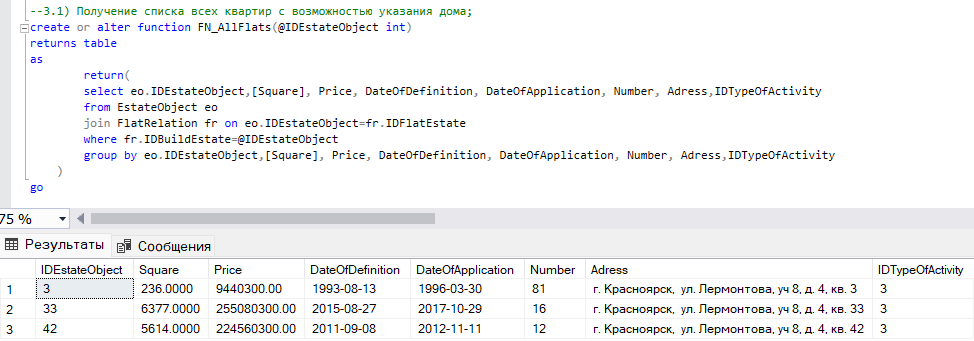 --3.1) Получение списка всех квартир с возможностью указания дома;
create or alter function FN_AllFlats(@IDEstateObject int)
returns table
as
return(
select eo.IDEstateObject,[Square], Price, DateOfDefinition, DateOfApplication, Number, Adress,IDTypeOfActivity
from EstateObject eo
join FlatRelation fr on eo.IDEstateObject=fr.IDFlatEstate
where fr.IDBuildEstate=@IDEstateObject
group by eo.IDEstateObject,[Square], Price, DateOfDefinition, DateOfApplication, Number, Adress,IDTypeOfActivity
)
go
75 %
Результаты Сообщения
IDEstateObject Square Price DateOfDefinition DateOfApplication Number Adress IDTypeOfActivity
1 3 236.0000 9440300.00 1993-08-13 1996-03-30 81 г. Красноярск, ул. Лермонтова, уч 8, д. 4, кв. 3 3
2 33 6377.0000 255080300.00 2015-08-27 2017-10-29 16 г. Красноярск, ул. Лермонтова, уч 8, д. 4, кв. 33 3
3 42 5614.0000 224560300.00 2011-09-08 2012-11-11 12 г. Красноярск, ул. Лермонтова, уч 8, д. 4, кв. 42 3